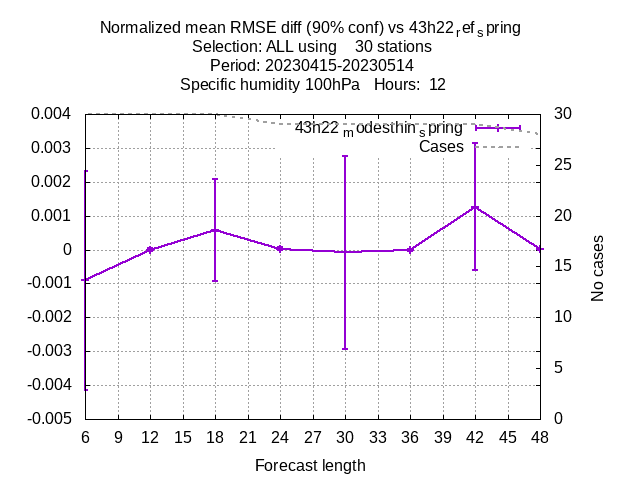 Normalized mean RMSE diff (90% conf) vs 43h22ref spring
Selection: ALL using 30 stations
Period: 20230415-20230514
Specific humidity 100hPa Hours: 12
0.004
0.003
0.002
0.001
0
-0.001
-0.002
-0.003
-0.004
-0.005
30
25
20
15
10
5
0
43h22modesthinspring
Cases
No cases
6 9 12 15 18 21 24 27 30 33 36 39 42 45 48
Forecast length